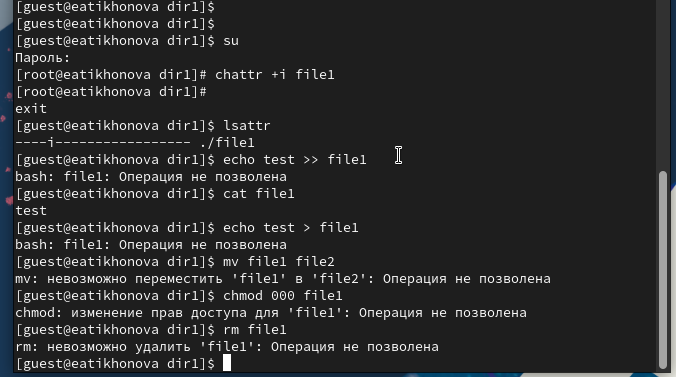 [guest@eatikhonova dir1]$
[guest@eatikhonova dir1]$
[guest@eatikhonova dir1]$ su
Пароль:
[root@eatikhonova dir1]# chattr +i file1
[root@eatikhonova dir1]#
exit
[guest@eatikhonova dir1]$ lsattr
----i----------------- ./file1
[guest@eatikhonova dir1]$ echo test >> file1
bash: file1: Операция не позволена
[guest@eatikhonova dir1]$ cat file1
test
[guest@eatikhonova dir1]$ echo test > file1
bash: file1: Операция не позволена
[guest@eatikhonova dir1]$ mv file1 file2
mv: невозможно переместить 'file1' в 'file2': Операция не позволена
[guest@eatikhonova dir1]$ chmod 000 file1
chmod: изменение прав доступа для 'file1': Операция не позволена
[guest@eatikhonova dir1]$ rm file1
rm: невозможно удалить 'file1': Операция не позволена
[guest@eatikhonova dir1]$